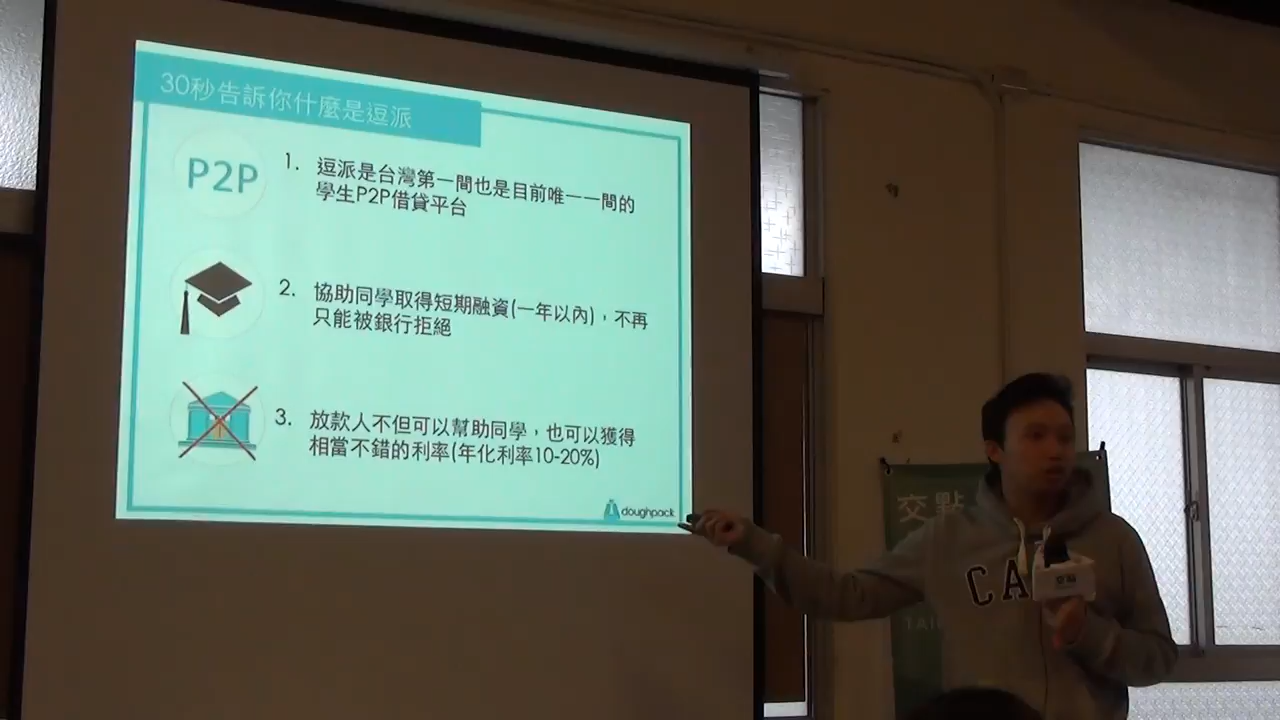 30秒告訴你什麼是逗派
P2P
1. 逗派是台灣第一間也是目前唯一一間的
學生P2P借貸平台
2. 協助同學取得短期融資(一年以內)，不再
只能被銀行拒絕
3. 放款人不但可以幫助同學，也可以獲得
相當不錯的利率(年化利率10-20%)
doughpack
交點
CA
TAI